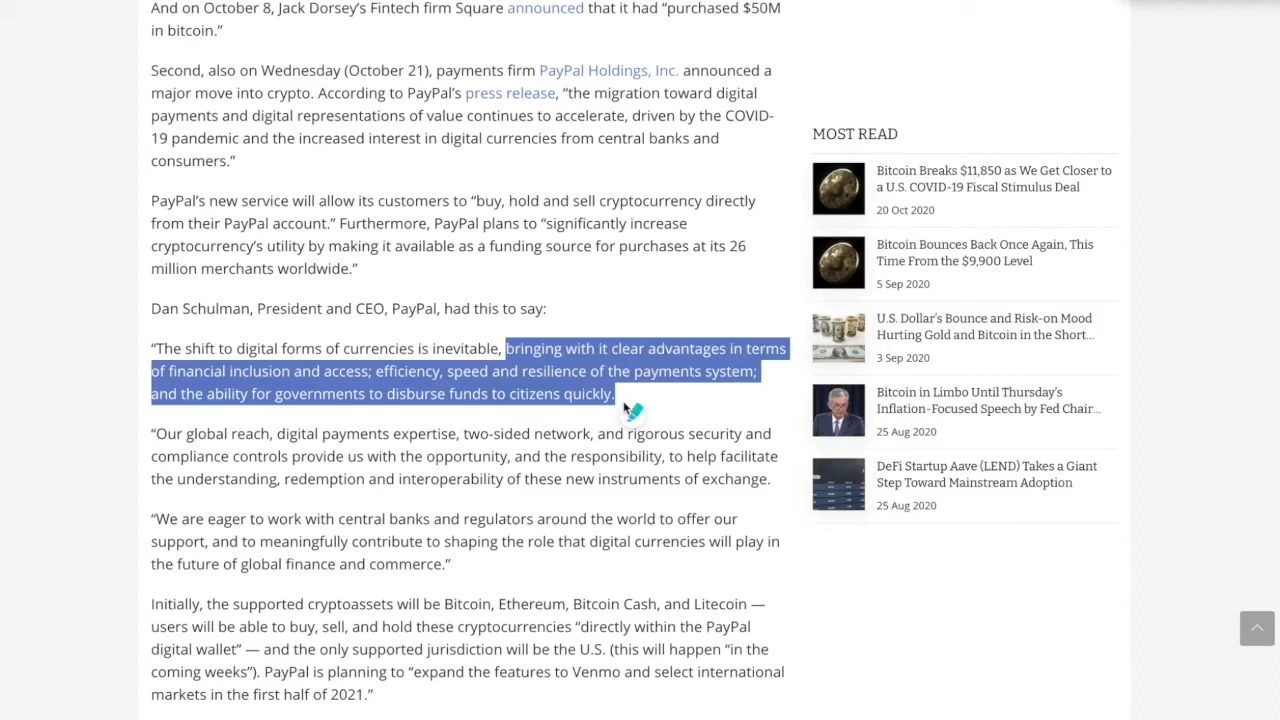 And on October 8, Jack Dorsey’s Fintech firm Square announced that it had “purchased $50M
in bitcoin.”
Second, also on Wednesday (October 21), payments firm PayPal Holdings, Inc. announced a
major move into crypto. According to PayPal’s press release, “the migration toward digital
payments and digital representations of value continues to accelerate, driven by the COVID-
19 pandemic and the increased interest in digital currencies from central banks and
consumers.”
PayPal’s new service will allow its customers to “buy, hold and sell cryptocurrency directly
from their PayPal account.” Furthermore, PayPal plans to “significantly increase
cryptocurrency’s utility by making it available as a funding source for purchases at its 26
million merchants worldwide.”
Dan Schulman, President and CEO, PayPal, had this to say:
“The shift to digital forms of currencies is inevitable, bringing with it clear advantages in terms
of financial inclusion and access; efficiency, speed and resilience of the payments system;
and the ability for governments to disburse funds to citizens quickly.
“Our global reach, digital payments expertise, two-sided network, and rigorous security and
compliance controls provide us with the opportunity, and the responsibility, to help facilitate
the understanding, redemption and interoperability of these new instruments of exchange.
“We are eager to work with central banks and regulators around the world to offer our
support, and to meaningfully contribute to shaping the role that digital currencies will play in
the future of global finance and commerce.”
Initially, the supported cryptoassets will be Bitcoin, Ethereum, Bitcoin Cash, and Litecoin —
users will be able to buy, sell, and hold these cryptocurrencies “directly within the PayPal
digital wallet” — and the only supported jurisdiction will be the U.S. (this will happen “in the
coming weeks”). PayPal is planning to “expand the features to Venmo and select international
markets in the first half of 2021.”
MOST READ
Bitcoin Breaks $11,850 as We Get Closer to
a U.S. COVID-19 Fiscal Stimulus Deal
20 Oct 2020
Bitcoin Bounces Back Once Again, This
Time From the $9,900 Level
5 Sep 2020
U.S. Dollar’s Bounce and Risk-on Mood
Hurting Gold and Bitcoin in the Short...
3 Sep 2020
Bitcoin in Limbo Until Thursday’s
Inflation-Focused Speech by Fed Chair...
25 Aug 2020
DeFi Startup Aave (LEND) Takes a Giant
Step Toward Mainstream Adoption
25 Aug 2020